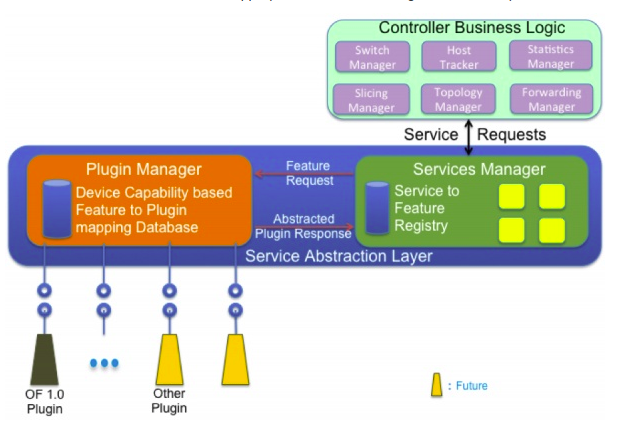 Controller Business Logic
Switch
Manager
Host
Tracker
Statistics
Manager
Slicing
Manager
Topology
Manager
Forwarding
Manager
Service Requests
Plugin Manager
Device Capability based
Feature to Plugin
mapping Database
Feature
Request
Abstracted
Plugin Response
Services Manager
Service to
Feature
Registry
Service Abstraction Layer
OF 1.0
Plugin
Other
Plugin
: Future